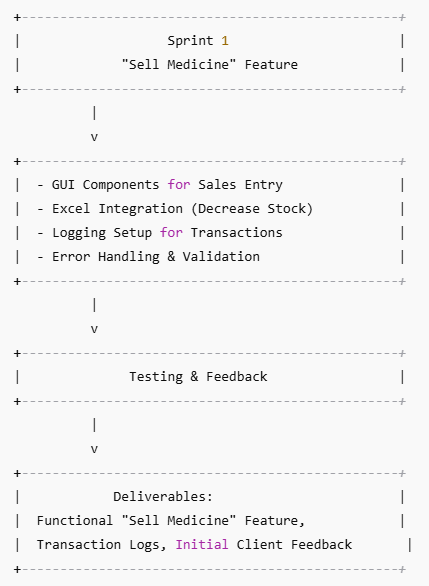 +--------------------------------------------------+
|                   Sprint 1                       |
|             "Sell Medicine" Feature              |
+--------------------------------------------------+
          |
          v
+--------------------------------------------------+
|  - GUI Components for Sales Entry                |
|  - Excel Integration (Decrease Stock)            |
|  - Logging Setup for Transactions                |
|  - Error Handling & Validation                   |
+--------------------------------------------------+
          |
          v
+--------------------------------------------------+
|              Testing & Feedback                  |
+--------------------------------------------------+
          |
          v
+--------------------------------------------------+
|            Deliverables:                         |
|  Functional "Sell Medicine" Feature,             |
|  Transaction Logs, Initial Client Feedback        |
+--------------------------------------------------+